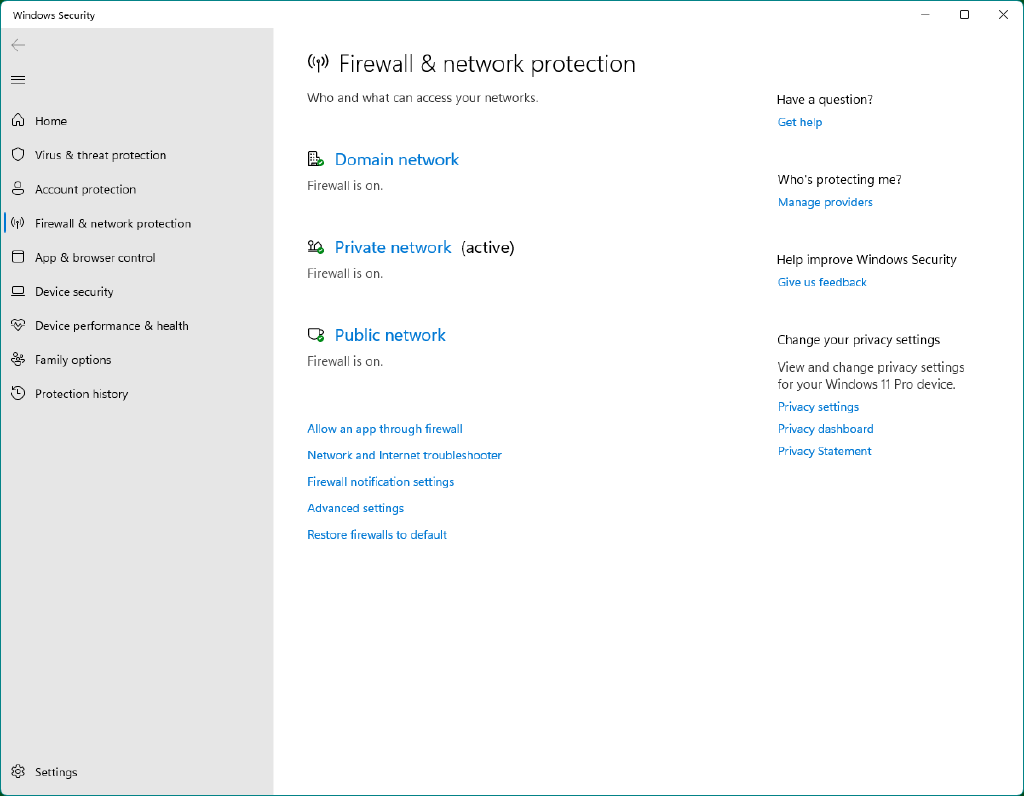 Windows Security
Home
Virus & threat protection
Account protection
Firewall & network protection
App & browser control
Device security
Device performance & health
Family options
Protection history
Settings
Firewall & network protection
Who and what can access your networks.
Domain network
Firewall is on.
Private network (active)
Firewall is on.
Public network
Firewall is on.
Allow an app through firewall
Network and Internet troubleshooter
Firewall notification settings
Advanced settings
Restore firewalls to default
Have a question?
Get help
Who's protecting me?
Manage providers
Help improve Windows Security
Give us feedback
Change your privacy settings
View and change privacy settings
for your Windows 11 Pro device.
Privacy settings
Privacy dashboard
Privacy Statement